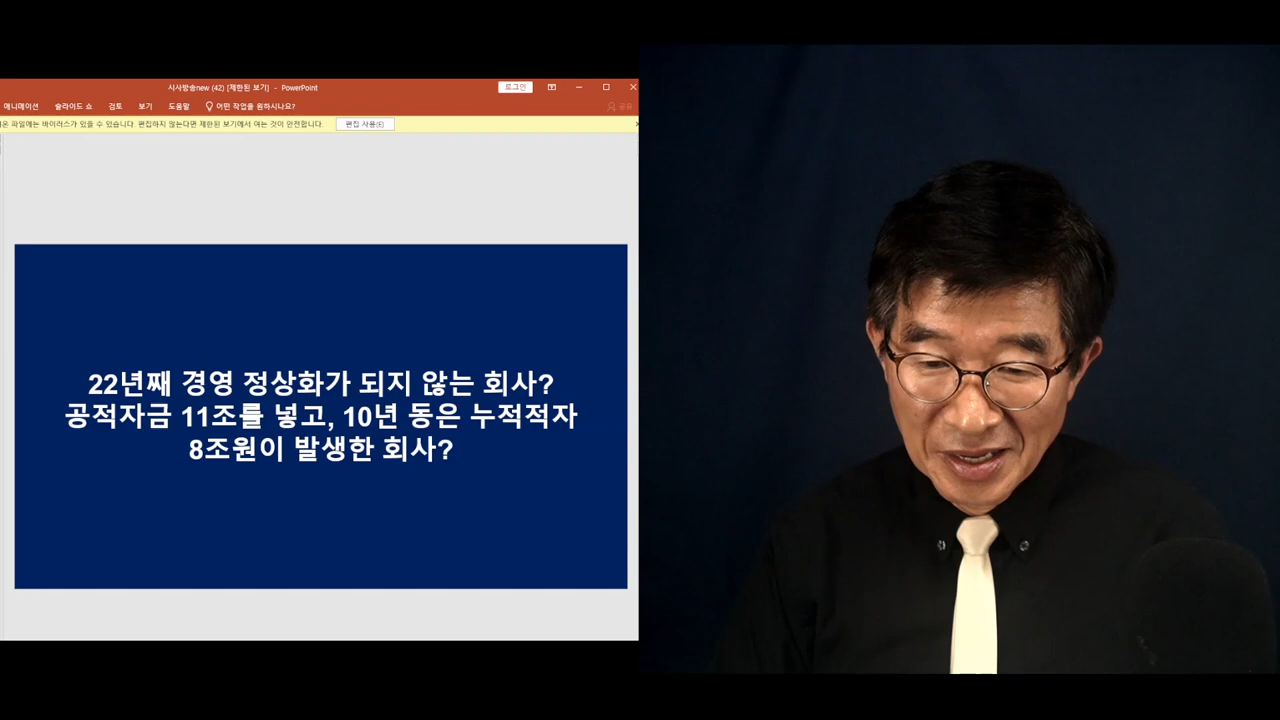 시사방송new (42) [제한된 보기] - PowerPoint
로그인
애니메이션 슬라이드 쇼 검토 보기 도움말 어떤 작업을 원하시나요? 공유
온 파일에는 바이러스가 있을 수 있습니다. 편집하지 않는다면 제한된 보기에서 여는 것이 안전합니다. 편집 사용(E)
22년째 경영 정상화가 되지 않는 회사?
공적자금 11조를 넣고, 10년 동은 누적적자
8조원이 발생한 회사?